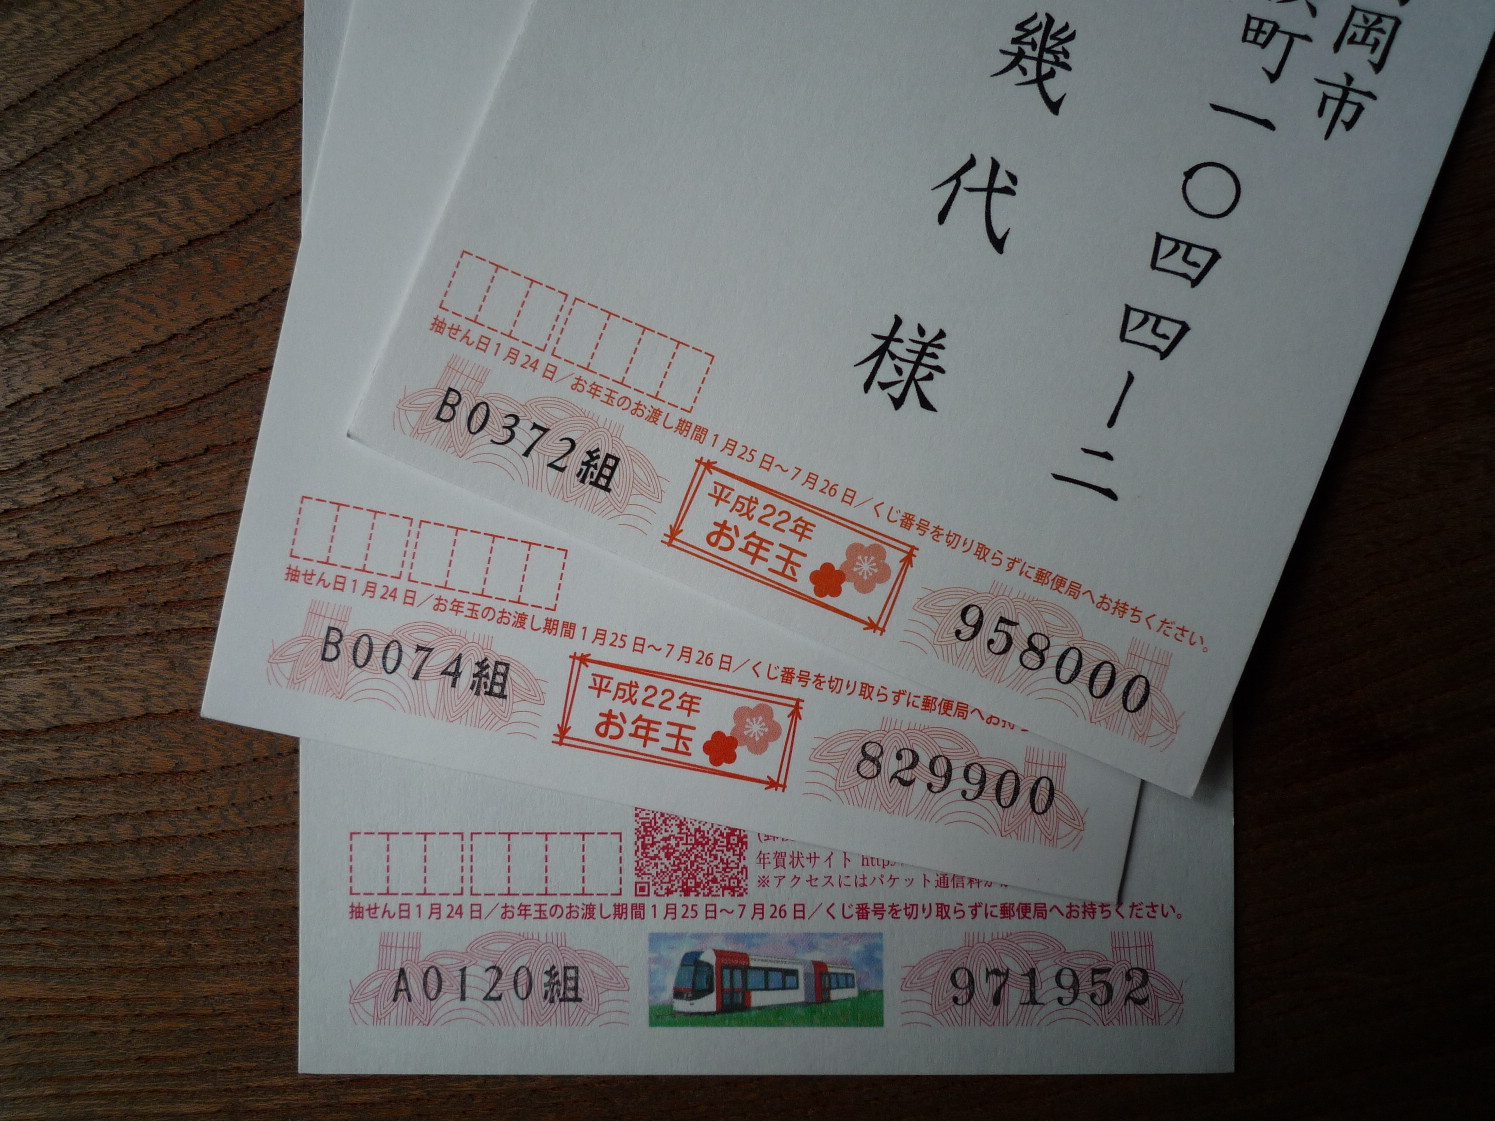 岡市
町一〇四四ー二
幾代様
抽せん日1月24日/お年玉のお渡し期間1月25日〜7月26日/くじ番号を切り取らずに郵便局へお持ちください。
B0372組
平成22年
お年玉
958000
抽せん日1月24日/お年玉のお渡し期間1月25日〜7月26日/くじ番号を切り取らずに郵便局へお持ち
B0074組
平成22年
お年玉
829900
年賀状サイト http
※アクセスにはパケット通信料が
抽せん日1月24日/お年玉のお渡し期間1月25日〜7月26日/くじ番号を切り取らずに郵便局へお持ちください。
A0120組
971952